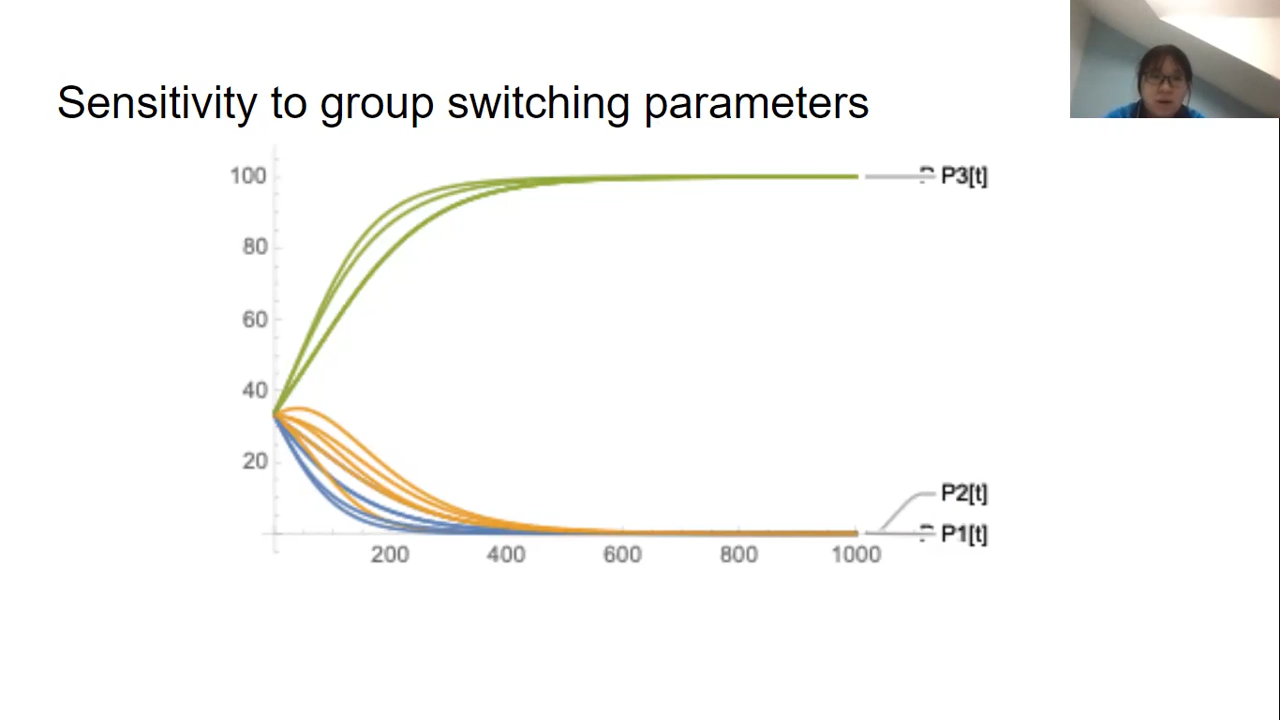 Sensitivity to group switching parameters
100
80
60
40
20
200 400 600 800 1000
P3[t]
P2[t]
P1[t]